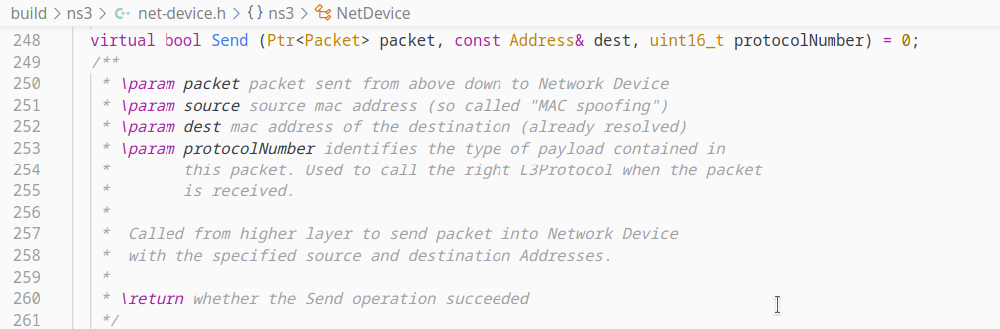 build > ns3 > net-device.h > {} ns3 > NetDevice
248 virtual bool Send (Ptr<Packet> packet, const Address& dest, uint16_t protocolNumber) = 0;
249 /**
250 * \param packet packet sent from above down to Network Device
251 * \param source source mac address (so called "MAC spoofing")
252 * \param dest mac address of the destination (already resolved)
253 * \param protocolNumber identifies the type of payload contained in
254 *        this packet. Used to call the right L3Protocol when the packet
255 *        is received.
256 *
257 *  Called from higher layer to send packet into Network Device
258 *  with the specified source and destination Addresses.
259 *
260 * \return whether the Send operation succeeded
261 */